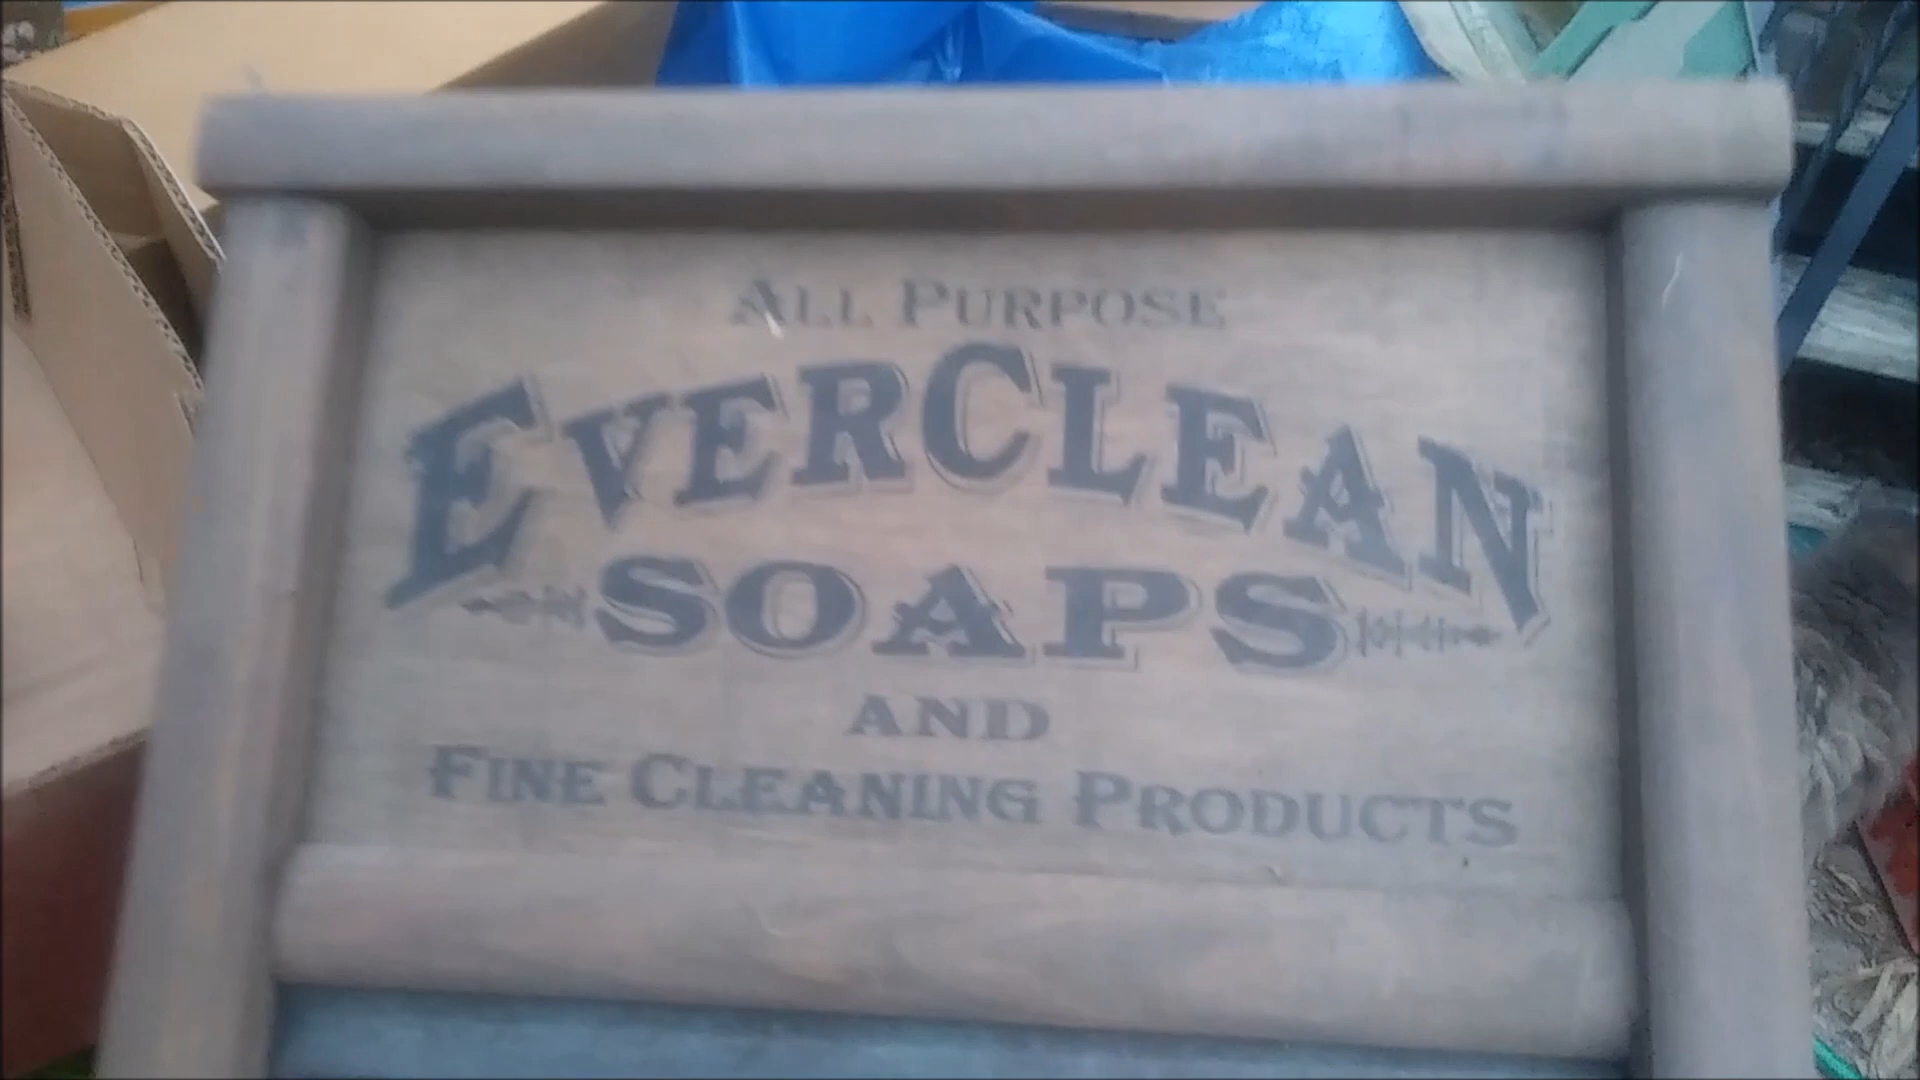 ALL PURPOSE
EVERCLEAN
SOAPS
AND
FINE CLEANING PRODUCTS